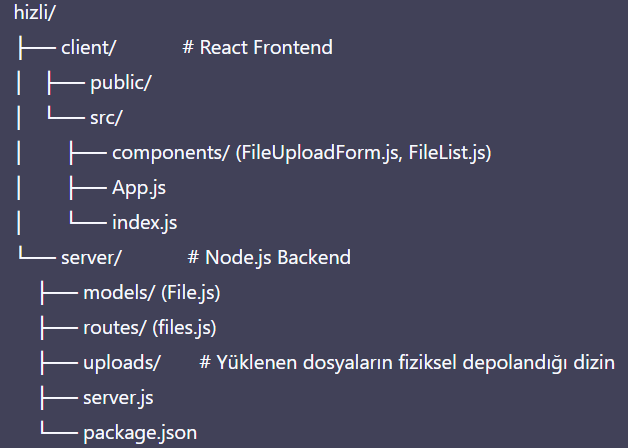 hizli/
├── client/ # React Frontend
│ ├── public/
│ └── src/
│ ├── components/ (FileUploadForm.js, FileList.js)
│ ├── App.js
│ └── index.js
└── server/ # Node.js Backend
├── models/ (File.js)
├── routes/ (files.js)
├── uploads/ # Yüklenen dosyaların fiziksel depolandığı dizin
├── server.js
└── package.json